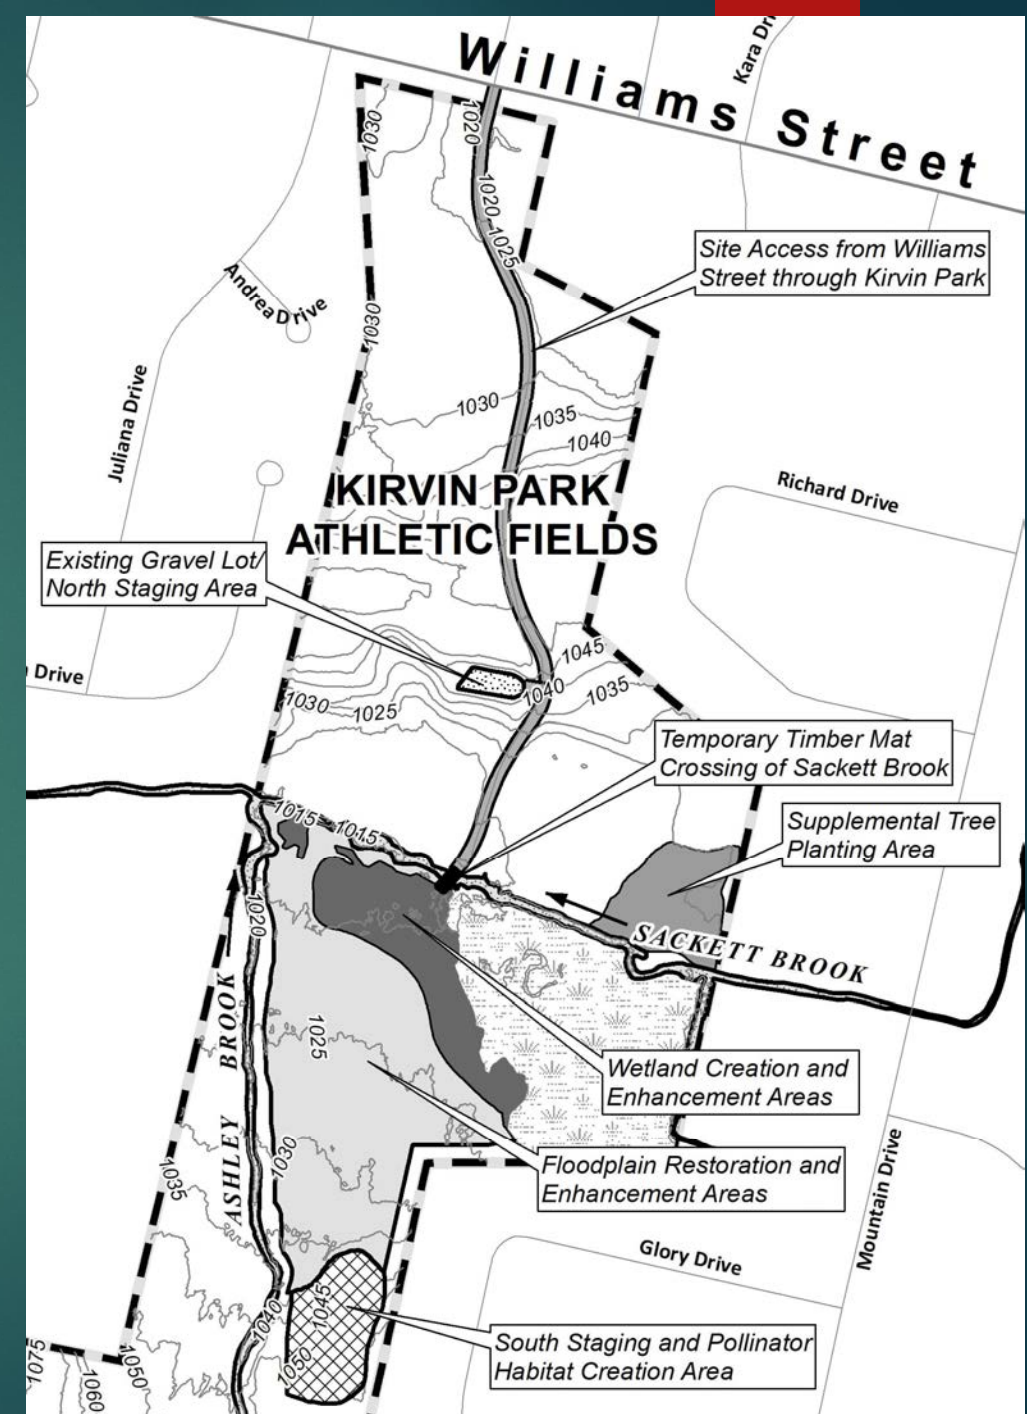 Williams Street
Kara Dri
1030
1020
1020
1025
Site Access from Williams
Street through Kirvin Park
Andrea Drive
1030
Juliana Drive
1030
1035
1040
KIRVIN PARK
ATHLETIC FIELDS
Richard Drive
Existing Gravel Lot/
North Staging Area
Drive
1045
1040
1035
1030
1025
Temporary Timber Mat
Crossing of Sackett Brook
1015
1015
Supplemental Tree
Planting Area
1020
SACKETT BROOK
ASHLEY BROOK
1025
Wetland Creation and
Enhancement Areas
1030
1035
Floodplain Restoration and
Enhancement Areas
Mountain Drive
Glory Drive
1045
1040
South Staging and Pollinator
Habitat Creation Area
1050
1050
1060
1075